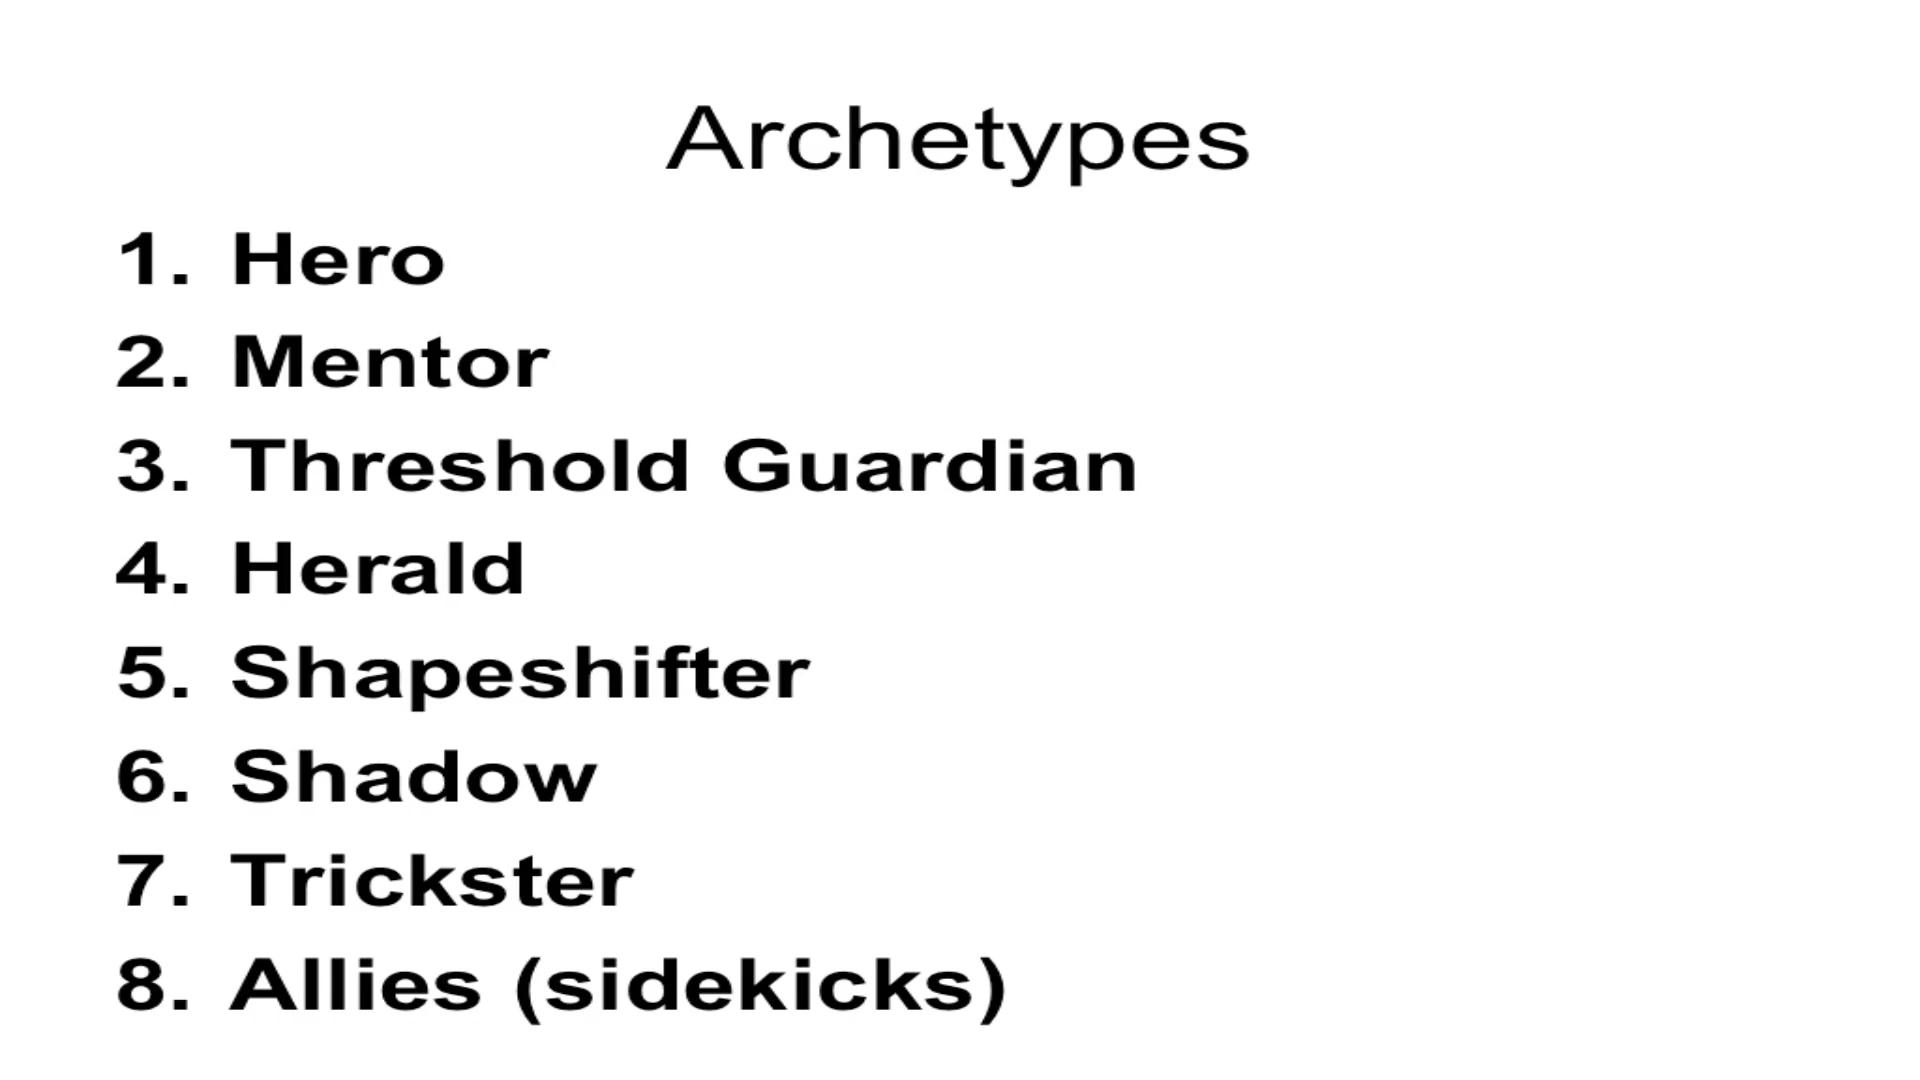 Archetypes
1. Hero
2. Mentor
3. Threshold Guardian
4. Herald
5. Shapeshifter
6. Shadow
7. Trickster
8. Allies (sidekicks)